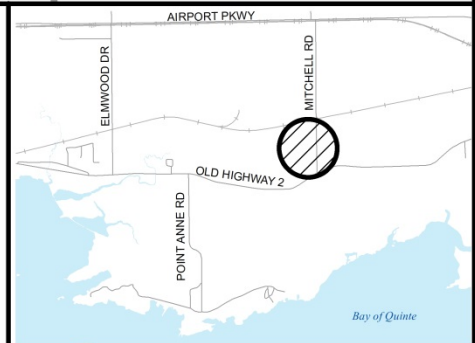 AIRPORT PKWY
ELMWOOD DR
MITCHELL RD
OLD HIGHWAY 2
POINT ANNE RD
Bay of Quinte